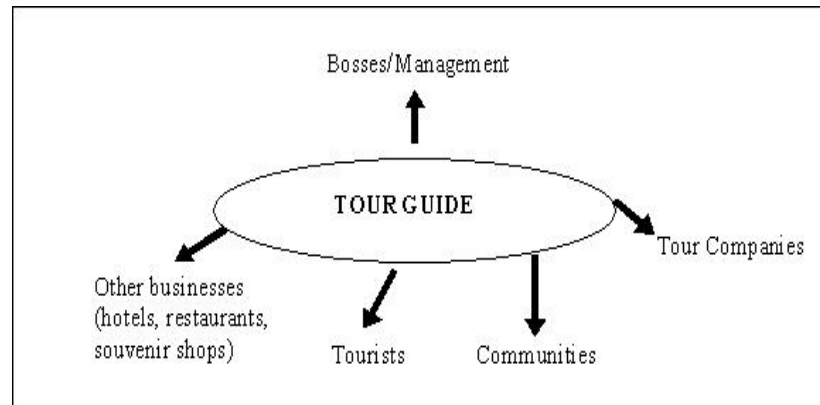 Bosses/Management
TOUR GUIDE
Tour Companies
Other businesses
(hotels, restaurants,
souvenir shops)
Tourists
Communities